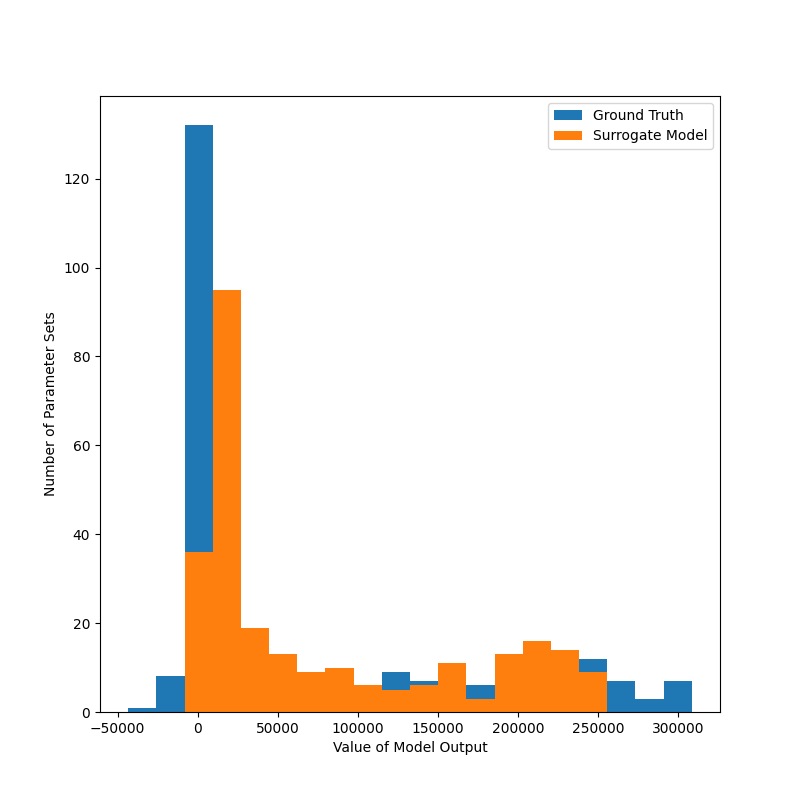 Ground Truth
Surrogate Model
120
100
80
60
40
20
0
Number of Parameter Sets
−50000 0 50000 100000 150000 200000 250000 300000
Value of Model Output